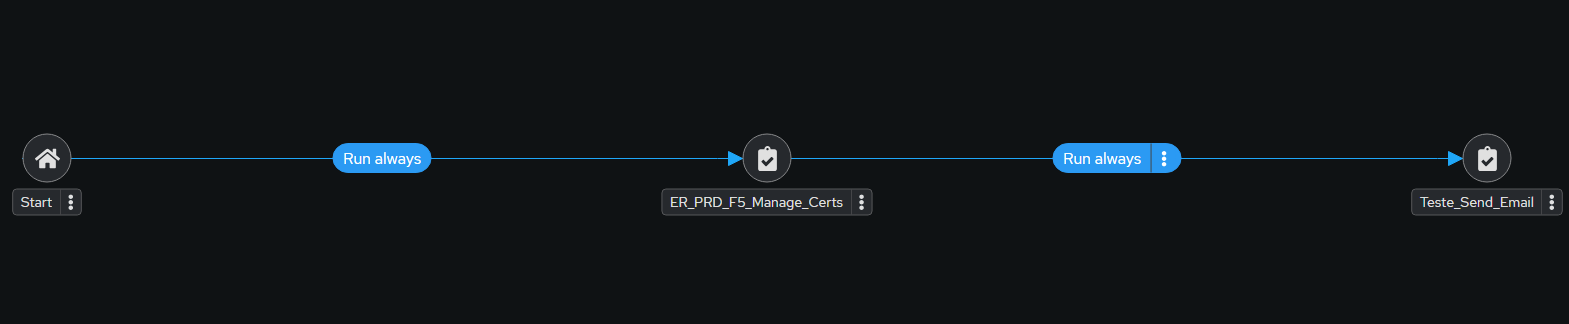 Run always
Run always
Start
ER_PRD_F5_Manage_Certs
Teste_Send_Email